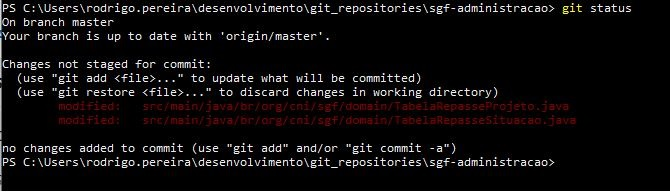 PS C:\Users\rodrigo.pereira\desenvolvimento\git_repositories\sgf-administracao> git status
On branch master
Your branch is up to date with 'origin/master'.
Changes not staged for commit:
(use "git add <file>..." to update what will be committed)
(use "git restore <file>..." to discard changes in working directory)
modified: src/main/java/br/org/cni/sgf/domain/TabelaRepasseProjeto.java
modified: src/main/java/br/org/cni/sgf/domain/TabelaRepasseSituacao.java
no changes added to commit (use "git add" and/or "git commit -a")
PS C:\Users\rodrigo.pereira\desenvolvimento\git_repositories\sgf-administracao>